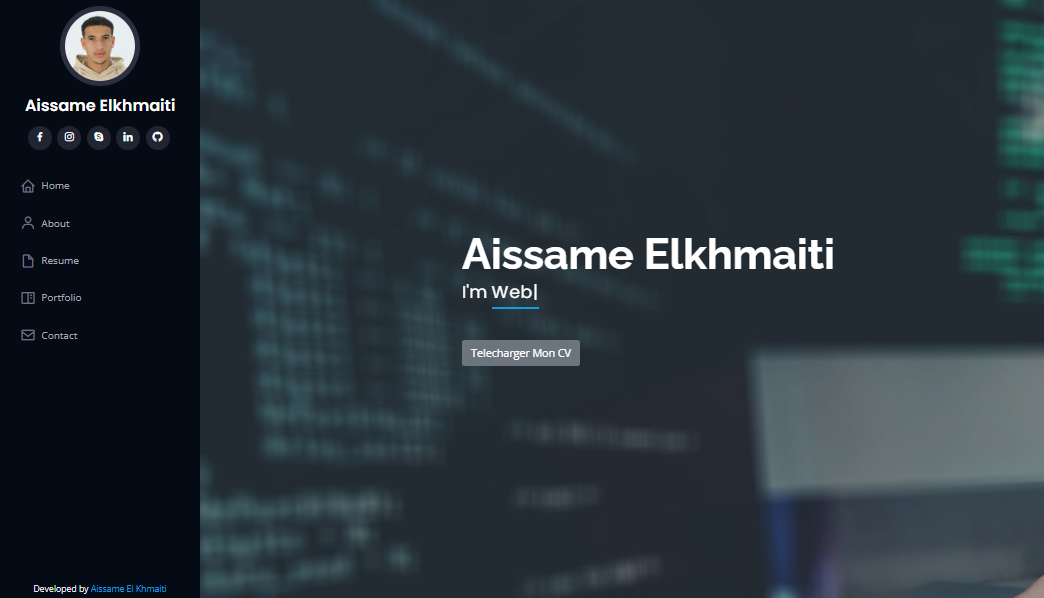 Aissame Elkhmaiti
Home
About
Resume
Portfolio
Contact
Developed by Aissame El Khmaiti
Aissame Elkhmaiti
I'm Web|
Telecharger Mon CV